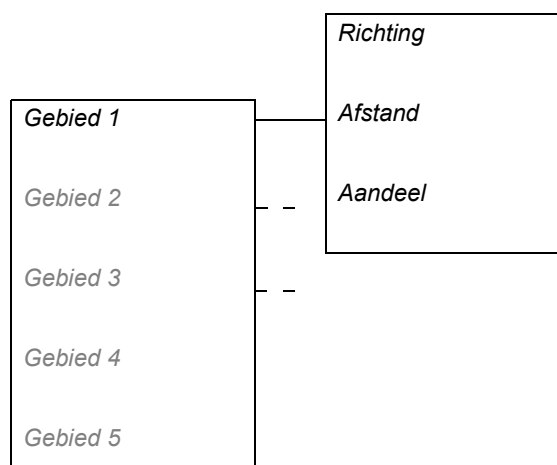 Richting
Afstand
Aandeel
Gebied 1
Gebied 2
Gebied 3
Gebied 4
Gebied 5